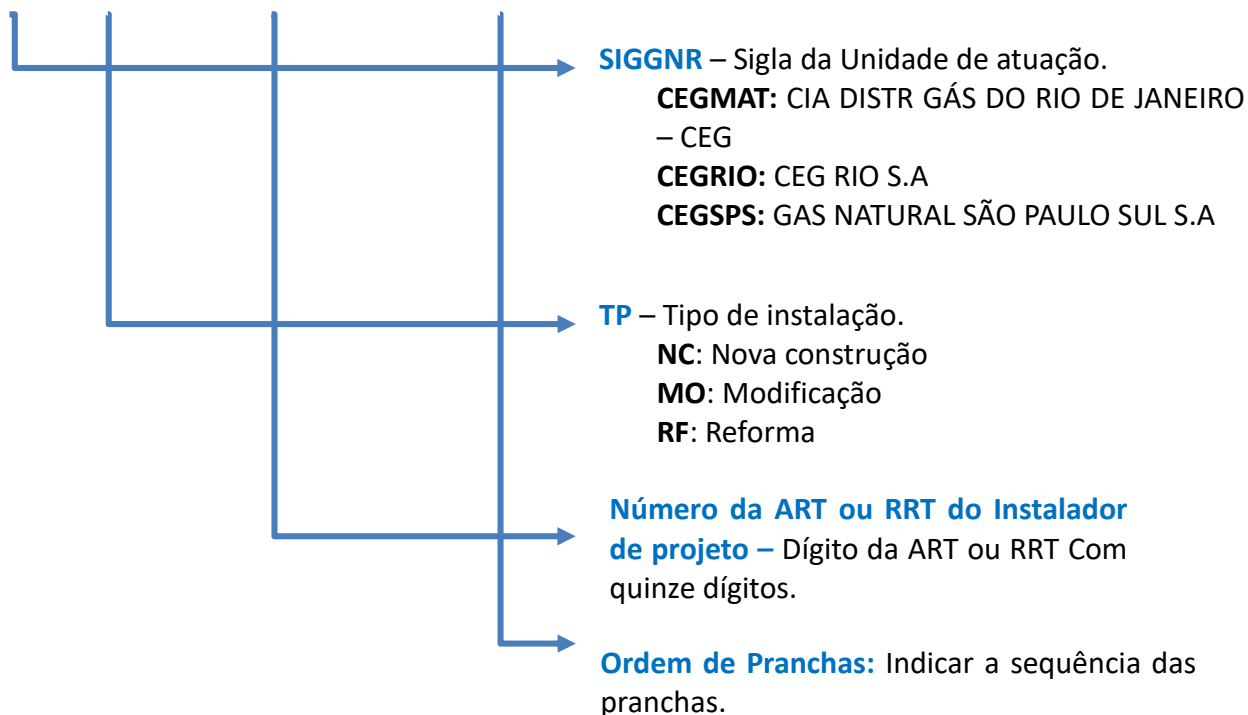 SIGGNR – Sigla da Unidade de atuação.
CEGMAT: CIA DISTR GÁS DO RIO DE JANEIRO
– CEG
CEGRIO: CEG RIO S.A
CEGSPS: GAS NATURAL SÃO PAULO SUL S.A
TP – Tipo de instalação.
NC: Nova construção
MO: Modificação
RF: Reforma
Número da ART ou RRT do Instalador
de projeto – Dígito da ART ou RRT Com
quinze dígitos.
Ordem de Pranchas: Indicar a sequência das
pranchas.